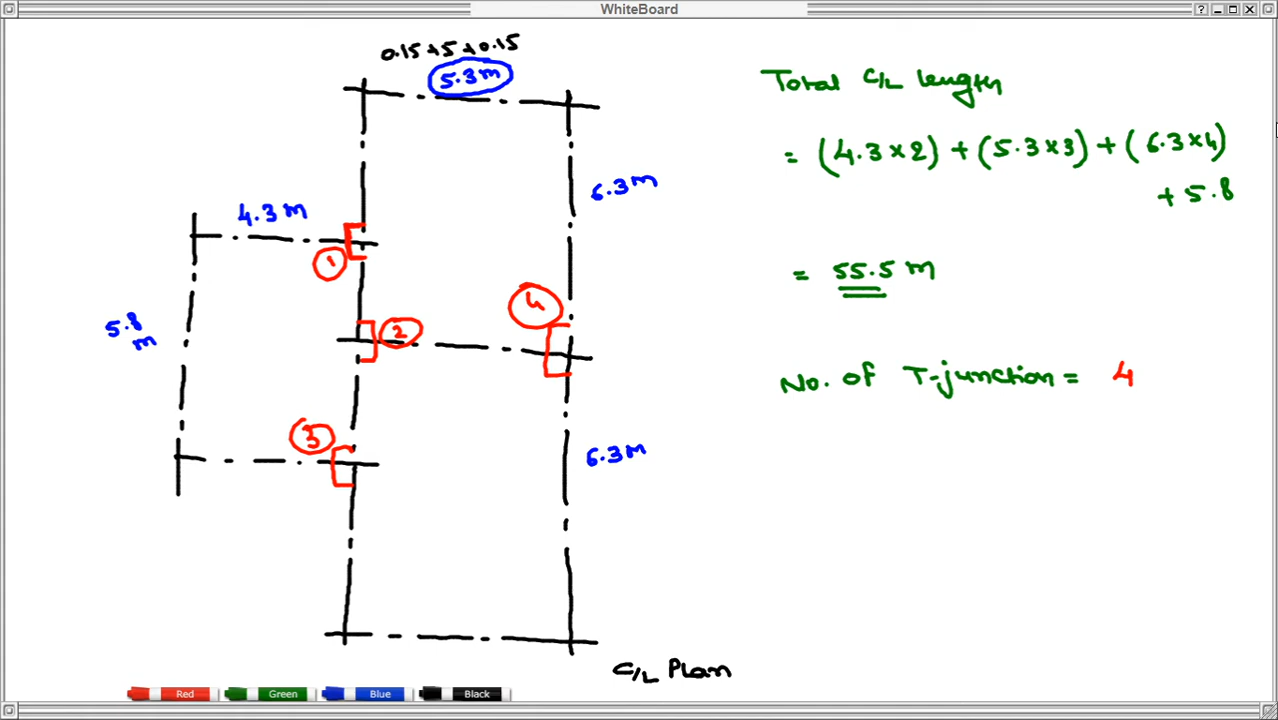 WhiteBoard
0.15+5+0.15
5.3m
6.3m
4.3m
1
5.8
m
2
4
3
6.3m
C/L Plan
Total C/L length
= (4.3×2) + (5.3×3) + (6.3×4)
+ 5.8
= 55.5 m
No. of T-junction = 4
Red Green Blue Black